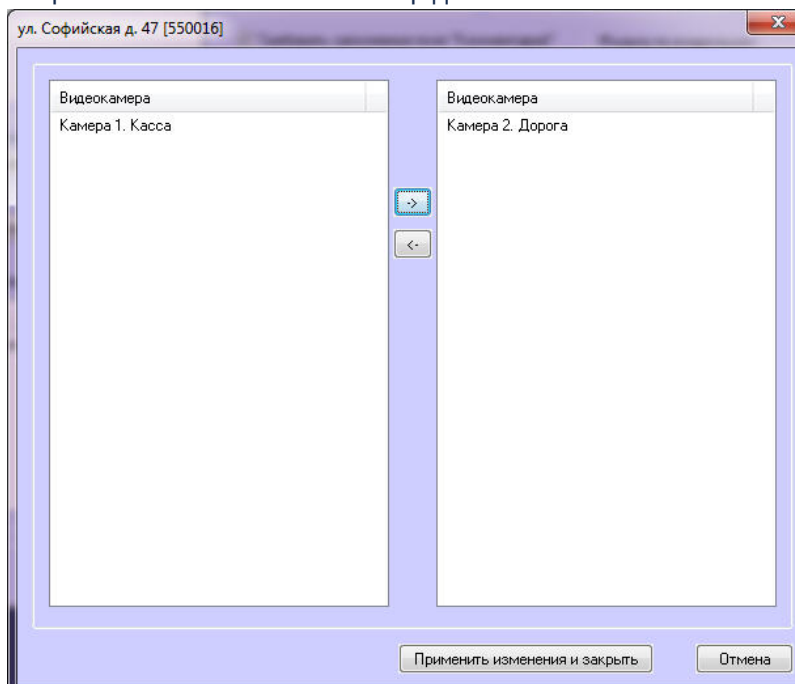 ул. Софийская д. 47 [550016]
Видеокамера
Камера 1. Касса
->
<-
Видеокамера
Камера 2. Дорога
Применить изменения и закрыть
Отмена